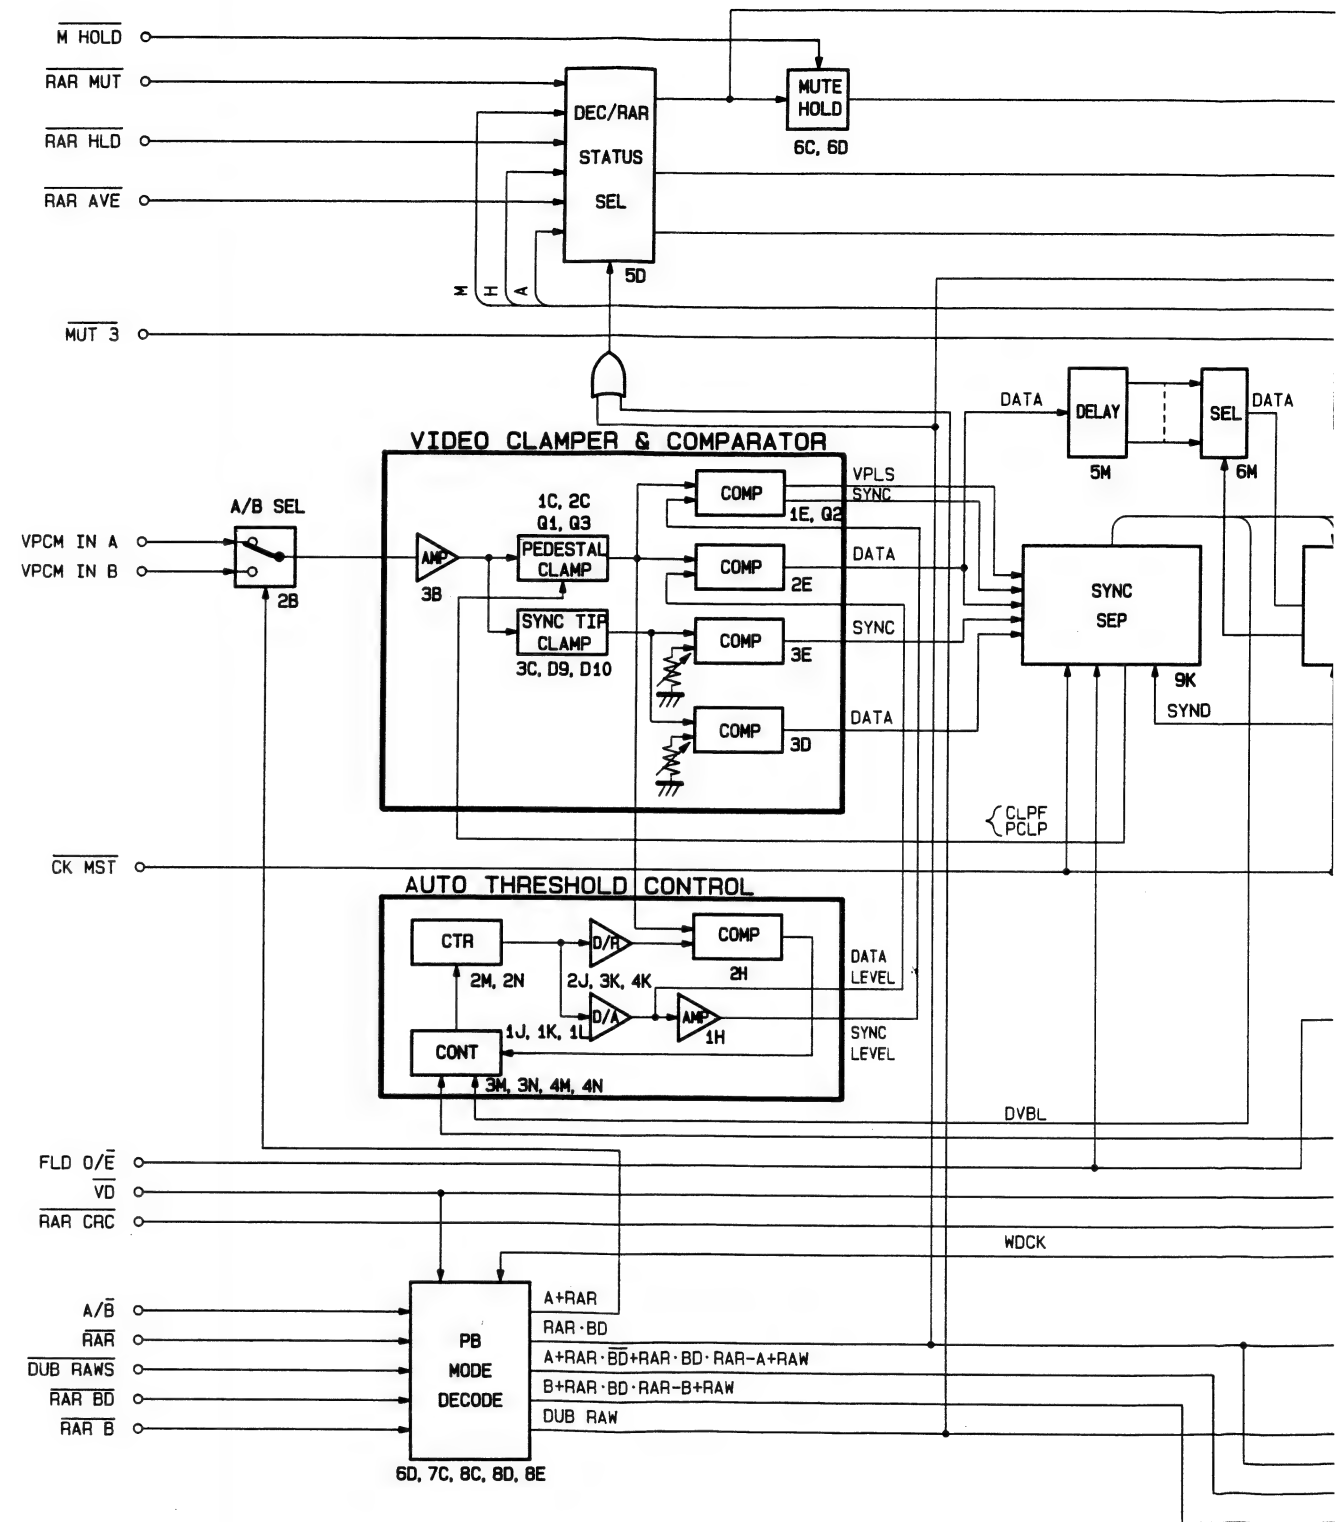 M HOLD
RAR MUT
RAR HLD
RAR AVE
MUT 3
DEC/RAR
STATUS
SEL
5D
M
H
A
MUTE
HOLD
6C, 6D
VIDEO CLAMPER & COMPARATOR
A/B SEL
VPCM IN A
VPCM IN B
2B
AMP
3B
1C, 2C
Q1, Q3
PEDESTAL
CLAMP
SYNC TIP
CLAMP
3C, D9, D10
COMP
1E, Q2
COMP
2E
COMP
3E
COMP
3D
VPLS
SYNC
DATA
SYNC
DATA
DATA
DELAY
5M
SEL
6M
DATA
SYNC
SEP
9K
SYND
CLPF
PCLP
CK MST
AUTO THRESHOLD CONTROL
CTR
2M, 2N
D/A
2J, 3K, 4K
COMP
2H
D/A
1J, 1K, 1L
AMP
1H
CONT
3M, 3N, 4M, 4N
DATA
LEVEL
SYNC
LEVEL
DVBL
FLD O/E̅
VD
RAR CRC
WDCK
A/B̅
RAR
DUB RAWS
RAR BD
RAR B
PB
MODE
DECODE
6D, 7C, 8C, 8D, 8E
A+RAR
RAR·BD
A+RAR·B̅D̅+RAR·BD·RAR-A+RAW
B+RAR·BD·RAR-B+RAW
DUB RAW